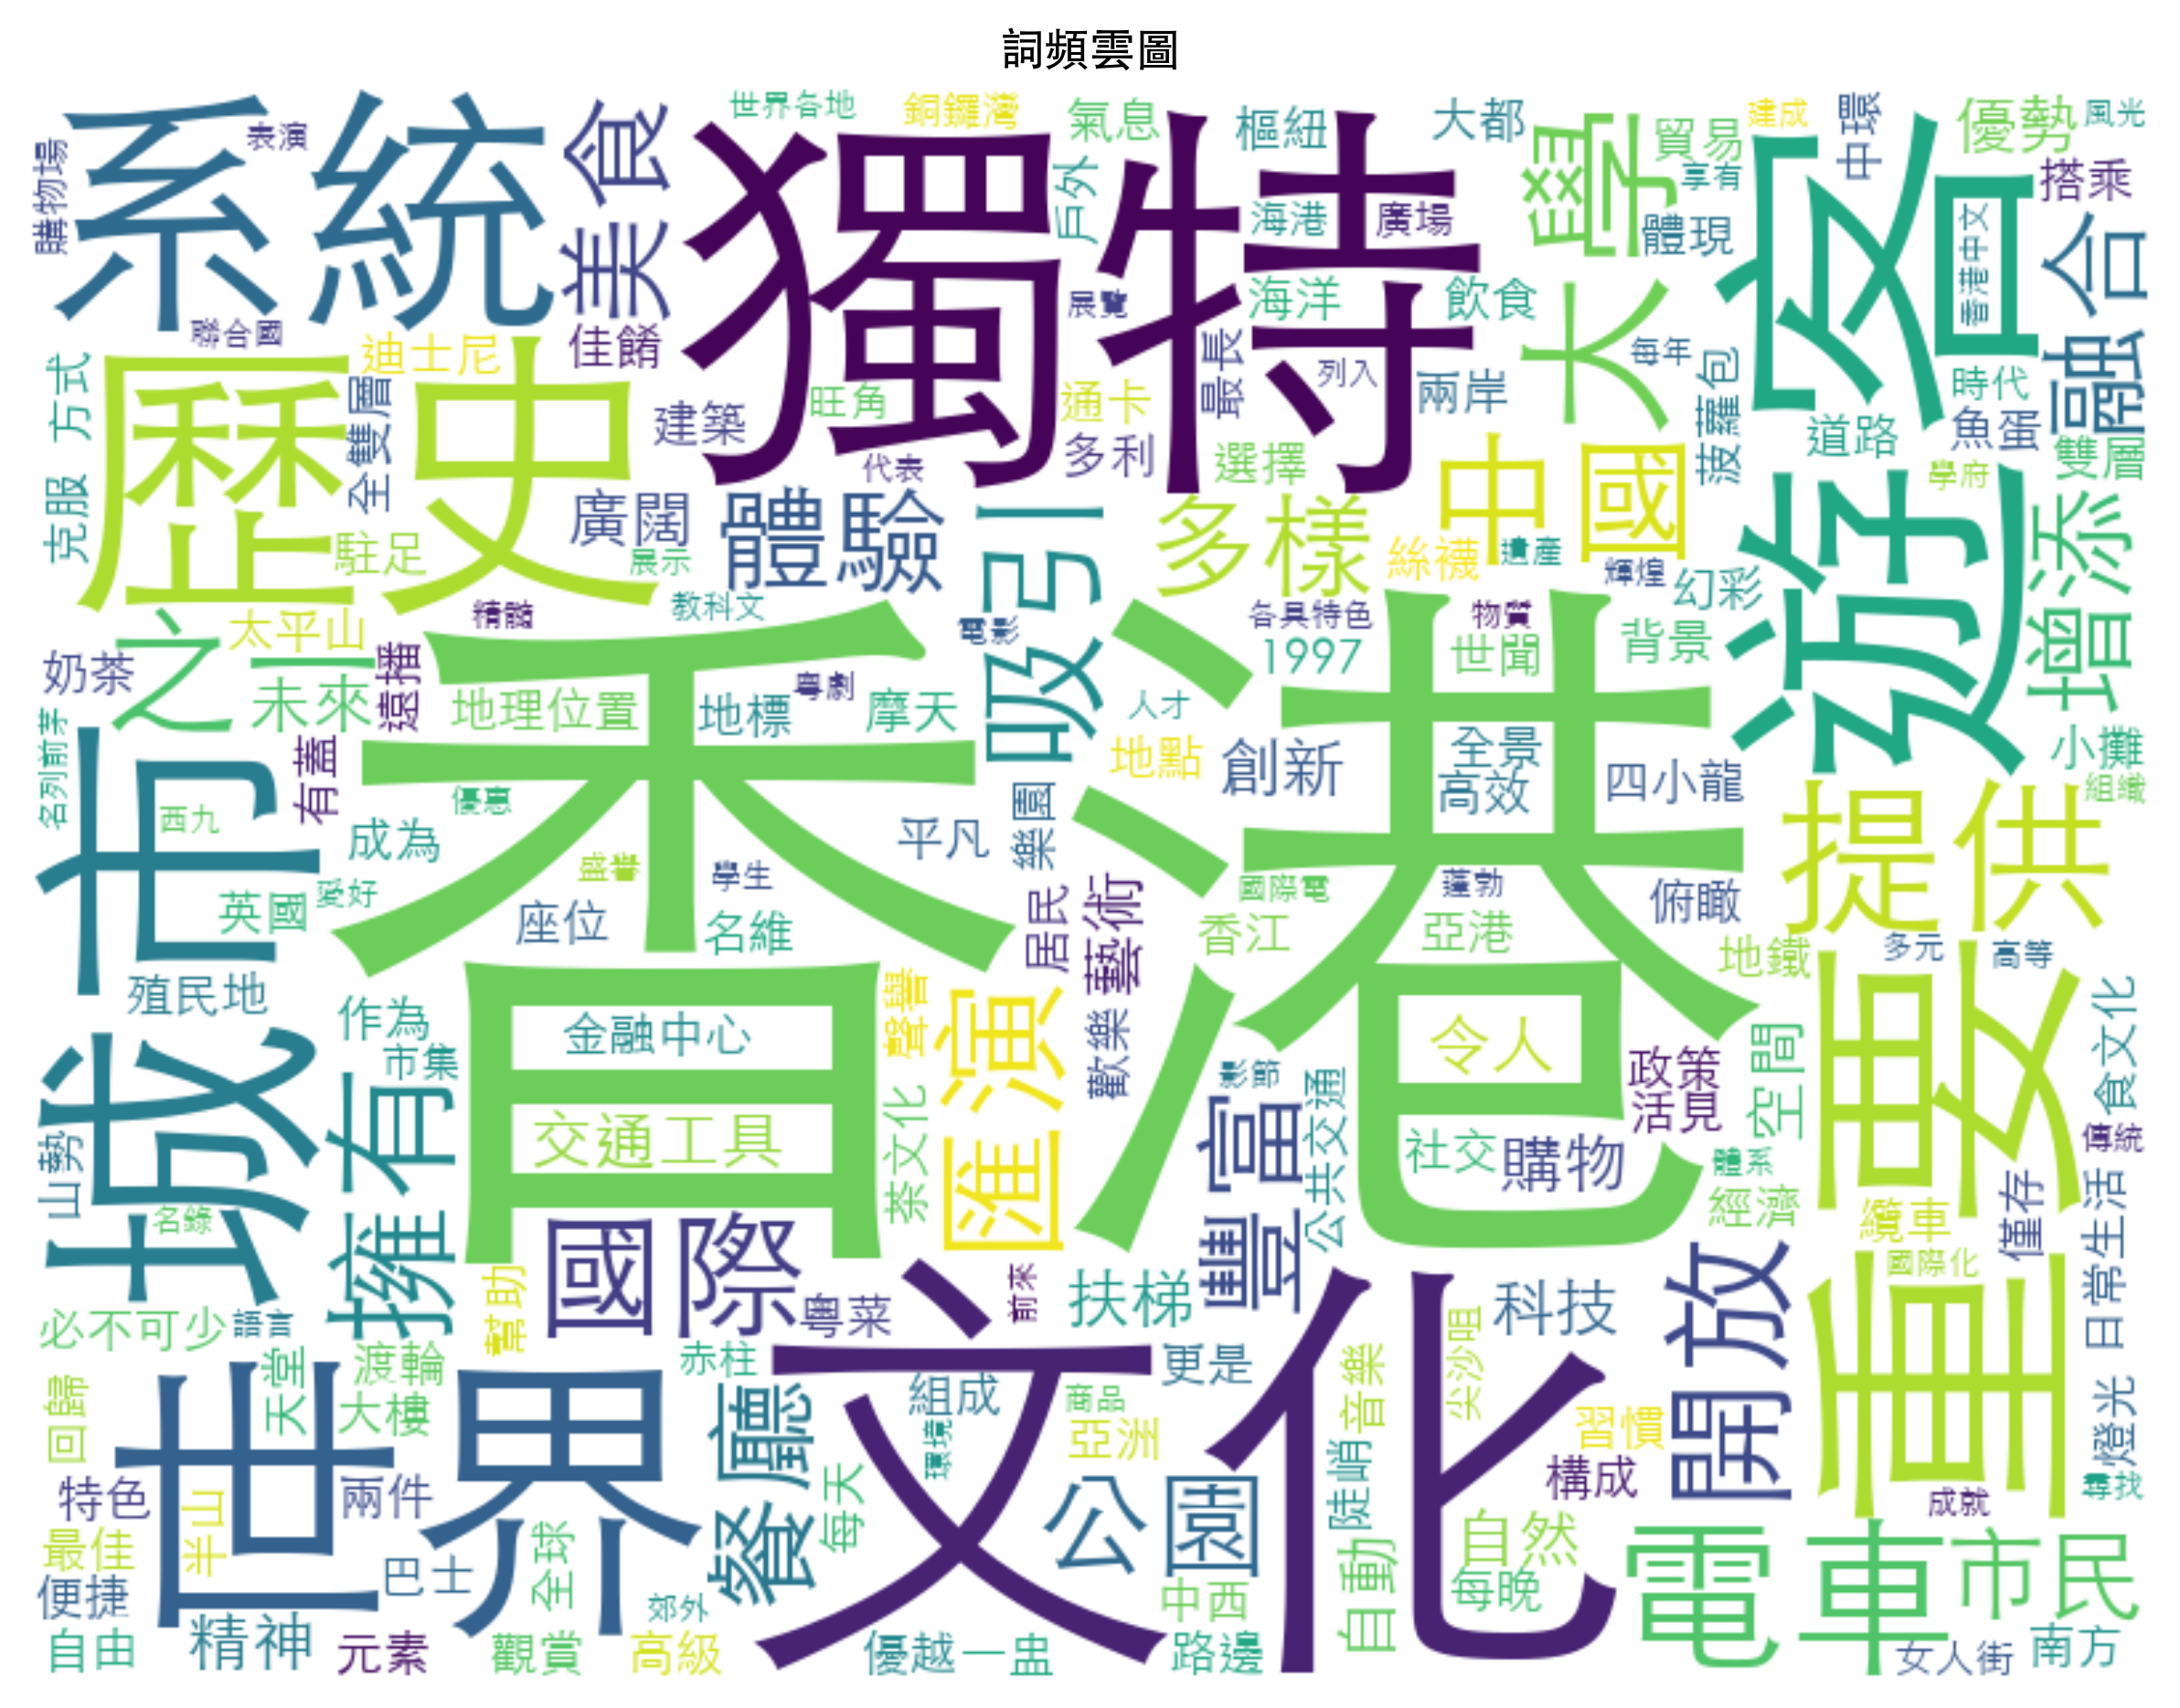 詞頻雲圖
系統
表演
購物場
美食
世界各地
銅鑼灣
氣息
樞紐
大都
大學
貿易
建成
中環
優勢
風光
搭乘
享有
體現
遊客
香港中文
融合
獨特
戶外
海港
廣場
海洋
飲食
展覽
聯合國
迪士尼
佳餚
歷史
方式
克服
全雙層
建築
旺角
通卡
最長
列入
兩岸
每年
菠蘿包
時代
魚蛋
道路
雙層
學府
代表
多利
選擇
中國
廣闊
體驗
吸引
多樣
駐足
展示
絲襪
遺產
輝煌
幻彩
增添
精髓
教科文
電影
各具特色
物質
太平山
之一
奶茶
未來
遠播
地理位置
地標
粵劇
摩天
香港
1997
世聞
背景
人才
地點
創新
全景
高效
四小龍
小攤
組織
名列前茅
城市
有蓋
西九
成為
優惠
平凡
樂園
提供
英國
愛好
盛譽
學生
座位
名維
居民
藝術
國際電
蓬勃
香江
亞港
俯瞰
地鐵
多元
高等
殖民地
作為
市集
金融中心
聲譽
匯演
歡樂
令人
政策
活見
空間
重要
飲食文化
傳統
山勢
擁有
交通工具
茶文化
影節
豐富
公共交通
社交
購物
體系
經濟
纜車
僅存
日常生活
名錄
國際
幫助
粵菜
前來
扶梯
科技
開放
國際化
必不可少
語言
文化
世界
天堂
渡輪
大樓
赤柱
餐廳
組成
商品
更是
音樂
尖沙咀
回歸
環境
亞洲
習慣
燈光
尋找
特色
半山
兩件
每天
公園
陡峭
構成
成就
最佳
便捷
巴士
全球
自動
自然
每晚
電車
市民
自由
精神
元素
觀賞
郊外
高級
優越
一盅
中西
路邊
女人街
南方